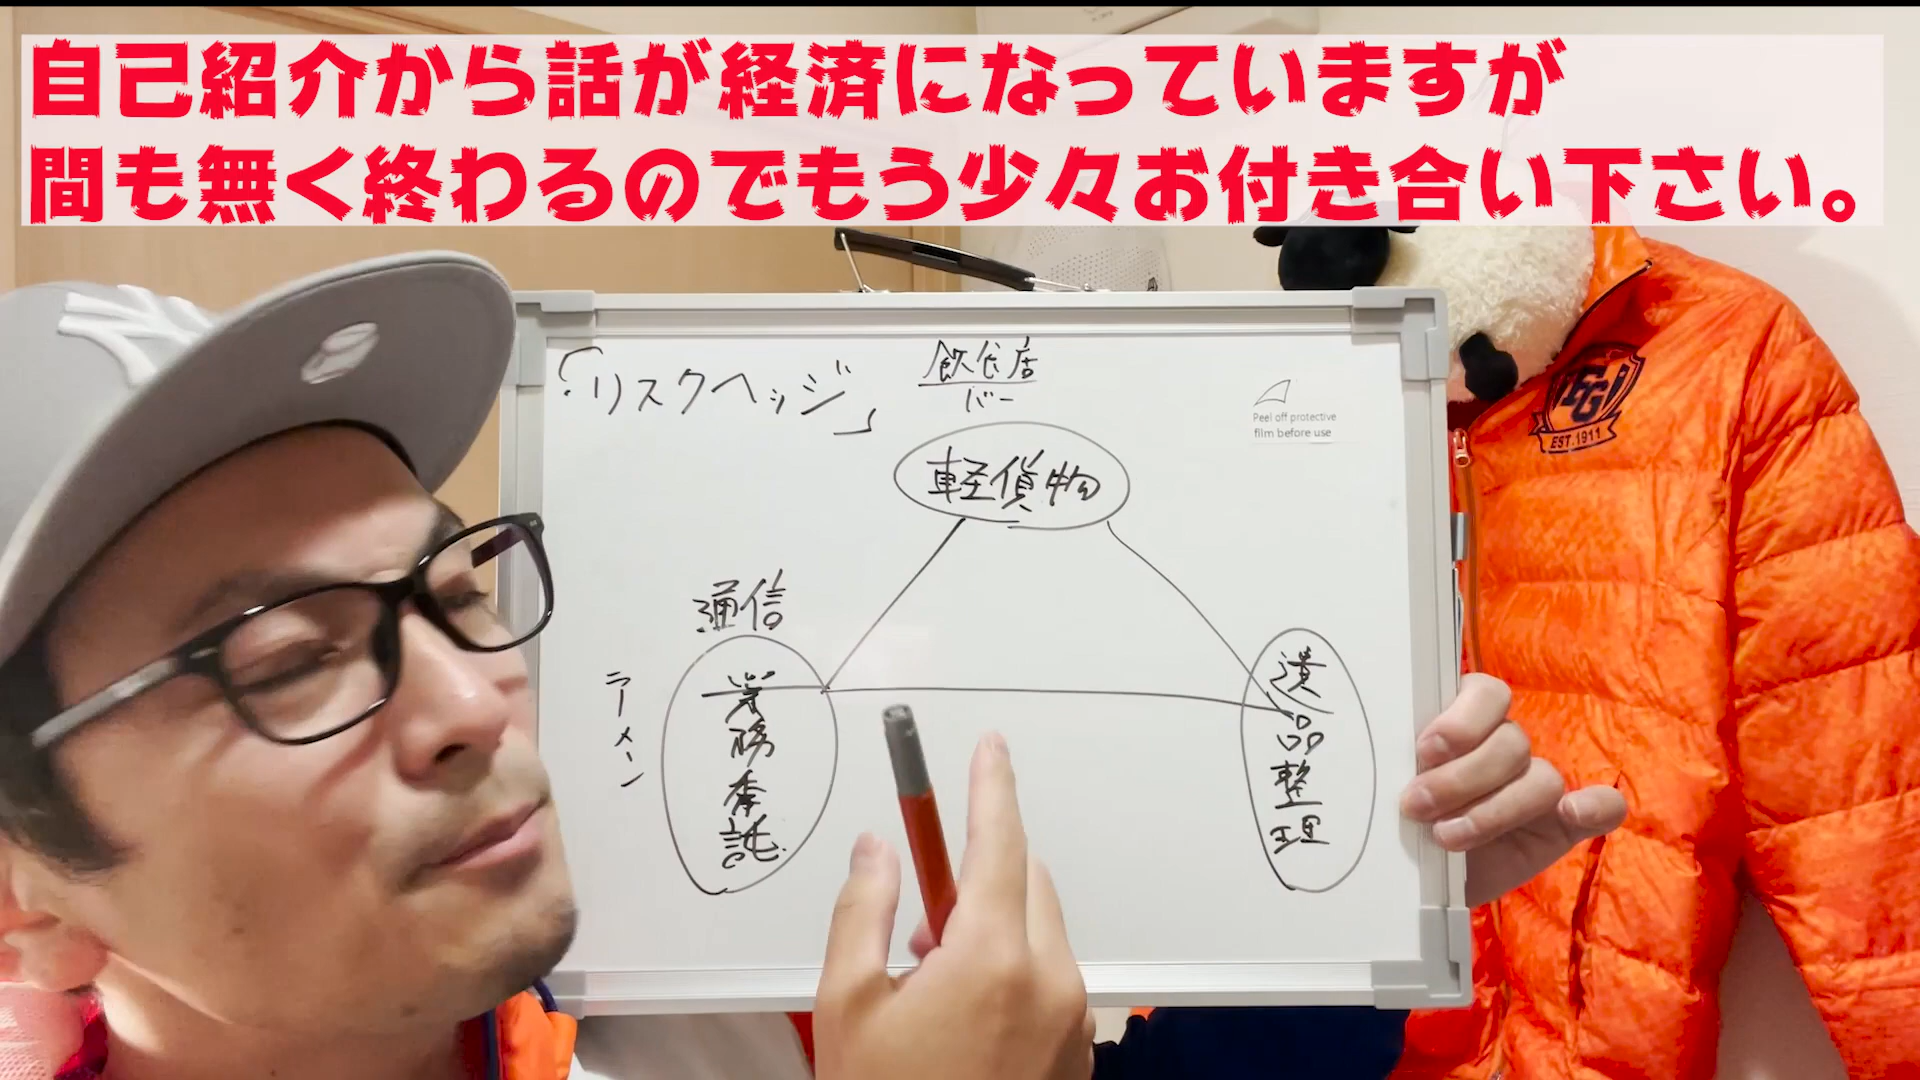 自己紹介から話が経済になっていますが
間も無く終わるのでもう少々お付き合い下さい。
「リスクヘッジ」
飲食店
バー
Peel off protective
film before use
軽貨物
通信
ラーメン
業務委託
遺品整理
EST.1911